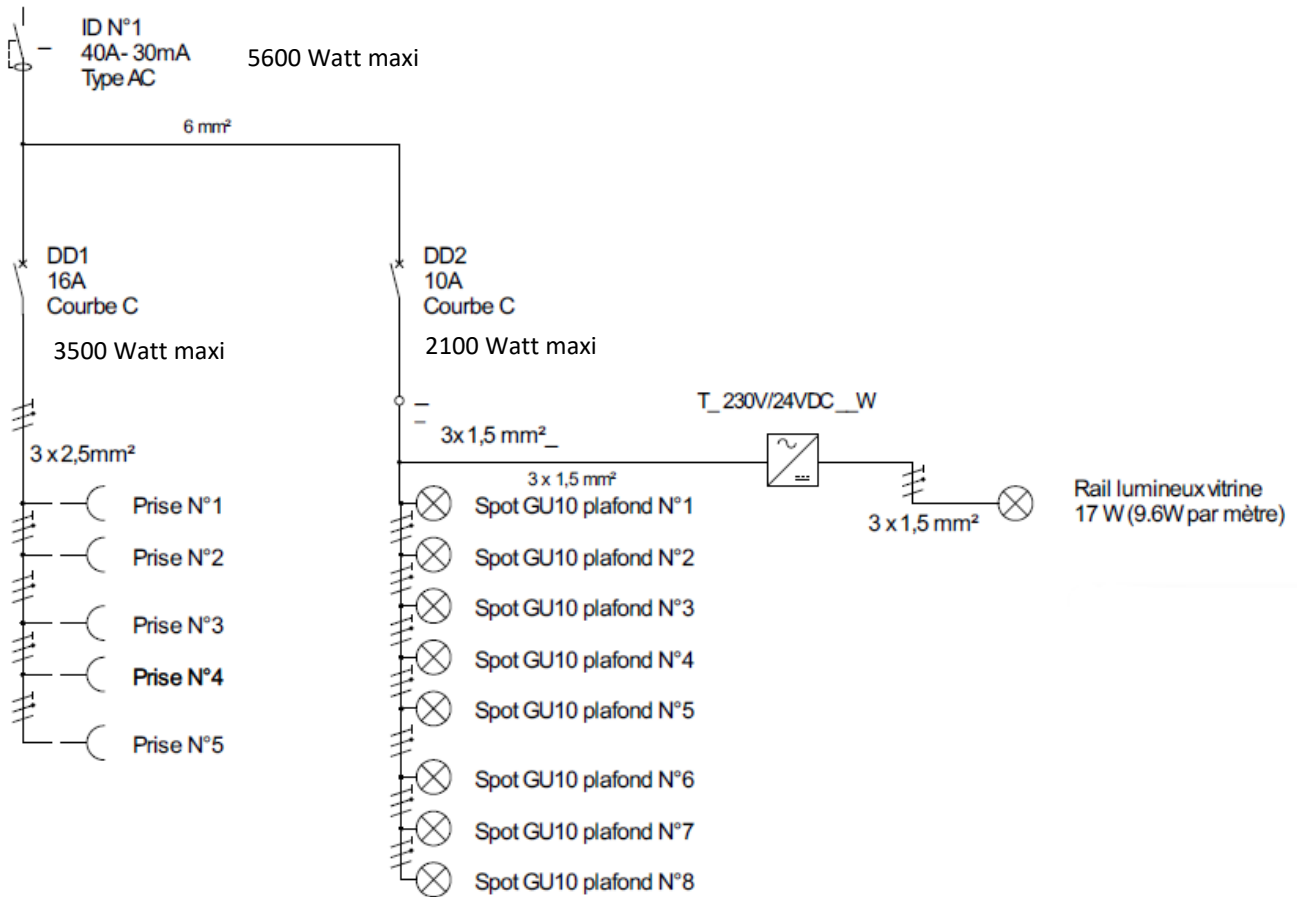 ID N°1
40A- 30mA
Type AC
5600 Watt maxi
6 mm²
DD1
16A
Courbe C
3500 Watt maxi
DD2
10A
Courbe C
2100 Watt maxi
T_ 230V/24VDC__W
3x 1,5 mm²_
3 x 1,5 mm²
3 x 1,5 mm²
Rail lumineux vitrine
17 W (9.6W par mètre)
3 x 2,5mm²
Prise N°1
Prise N°2
Prise N°3
Prise N°4
Prise N°5
Spot GU10 plafond N°1
Spot GU10 plafond N°2
Spot GU10 plafond N°3
Spot GU10 plafond N°4
Spot GU10 plafond N°5
Spot GU10 plafond N°6
Spot GU10 plafond N°7
Spot GU10 plafond N°8